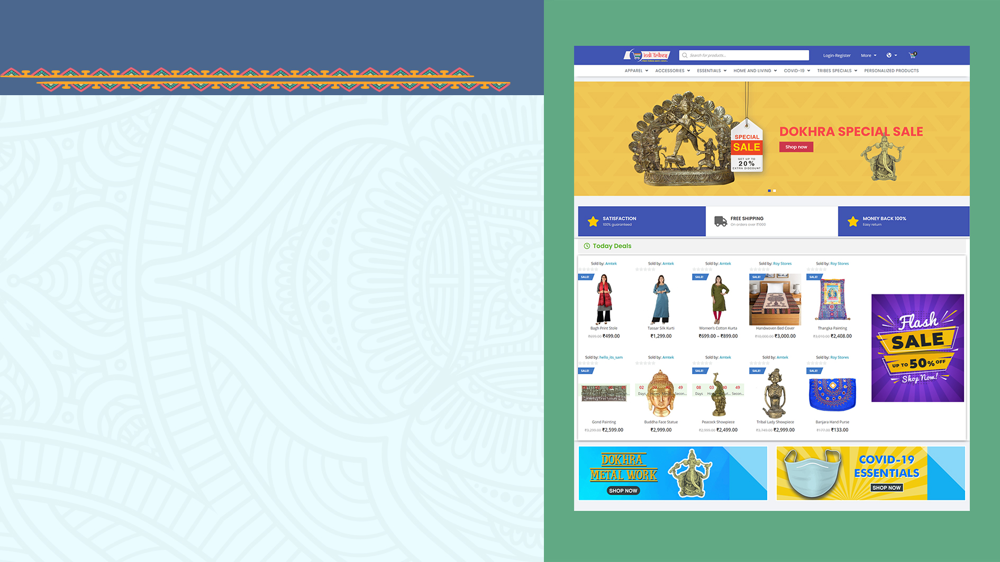 indi Tribes
Search for products...
Login-Register
More
2
APPAREL
ACCESSORIES
ESSENTIALS
HOME AND LIVING
COVID-19
TRIBES SPECIALS
PERSONALIZED PRODUCTS
SPECIAL
SALE
GET UP TO
20%
EXTRA DISCOUNT
DOKHRA SPECIAL SALE
Shop now
SATISFACTION
100% guaranteed
FREE SHIPPING
On orders over ₹1000
MONEY BACK 100%
Easy return
Today Deals
Sold by: Amtek
SALE!
Bagh Print Stole
₹699.00 ₹499.00
Sold by: Amtek
Tassar Silk Kurti
₹1,299.00
Sold by: Amtek
SALE!
Women's Cotton Kurta
₹699.00 – ₹899.00
Sold by: Roy Stores
SALE!
Handwoven Bed Cover
₹10,000.00 ₹3,000.00
Sold by: Roy Stores
SALE!
Thangka Painting
₹3,010.00 ₹2,408.00
Flash
SALE
UP TO 50% OFF
Shop Now!
Sold by: hello_its_sam
SALE!
Gond Painting
₹3,299.00 ₹2,599.00
Sold by: Amtek
02 49
Days Secon...
Buddha Face Statue
₹2,999.00
Sold by: Amtek
SALE!
08 03 40 49
Days Secon...
Peacock Showpiece
₹2,999.00 ₹2,499.00
Sold by: Amtek
SALE!
Tribal Lady Showpiece
₹3,749.00 ₹2,999.00
Sold by: Roy Stores
SALE!
Banjara Hand Purse
₹177.00 ₹133.00
DOKHRA
METAL WORK
SHOP NOW
COVID-19
ESSENTIALS
SHOP NOW